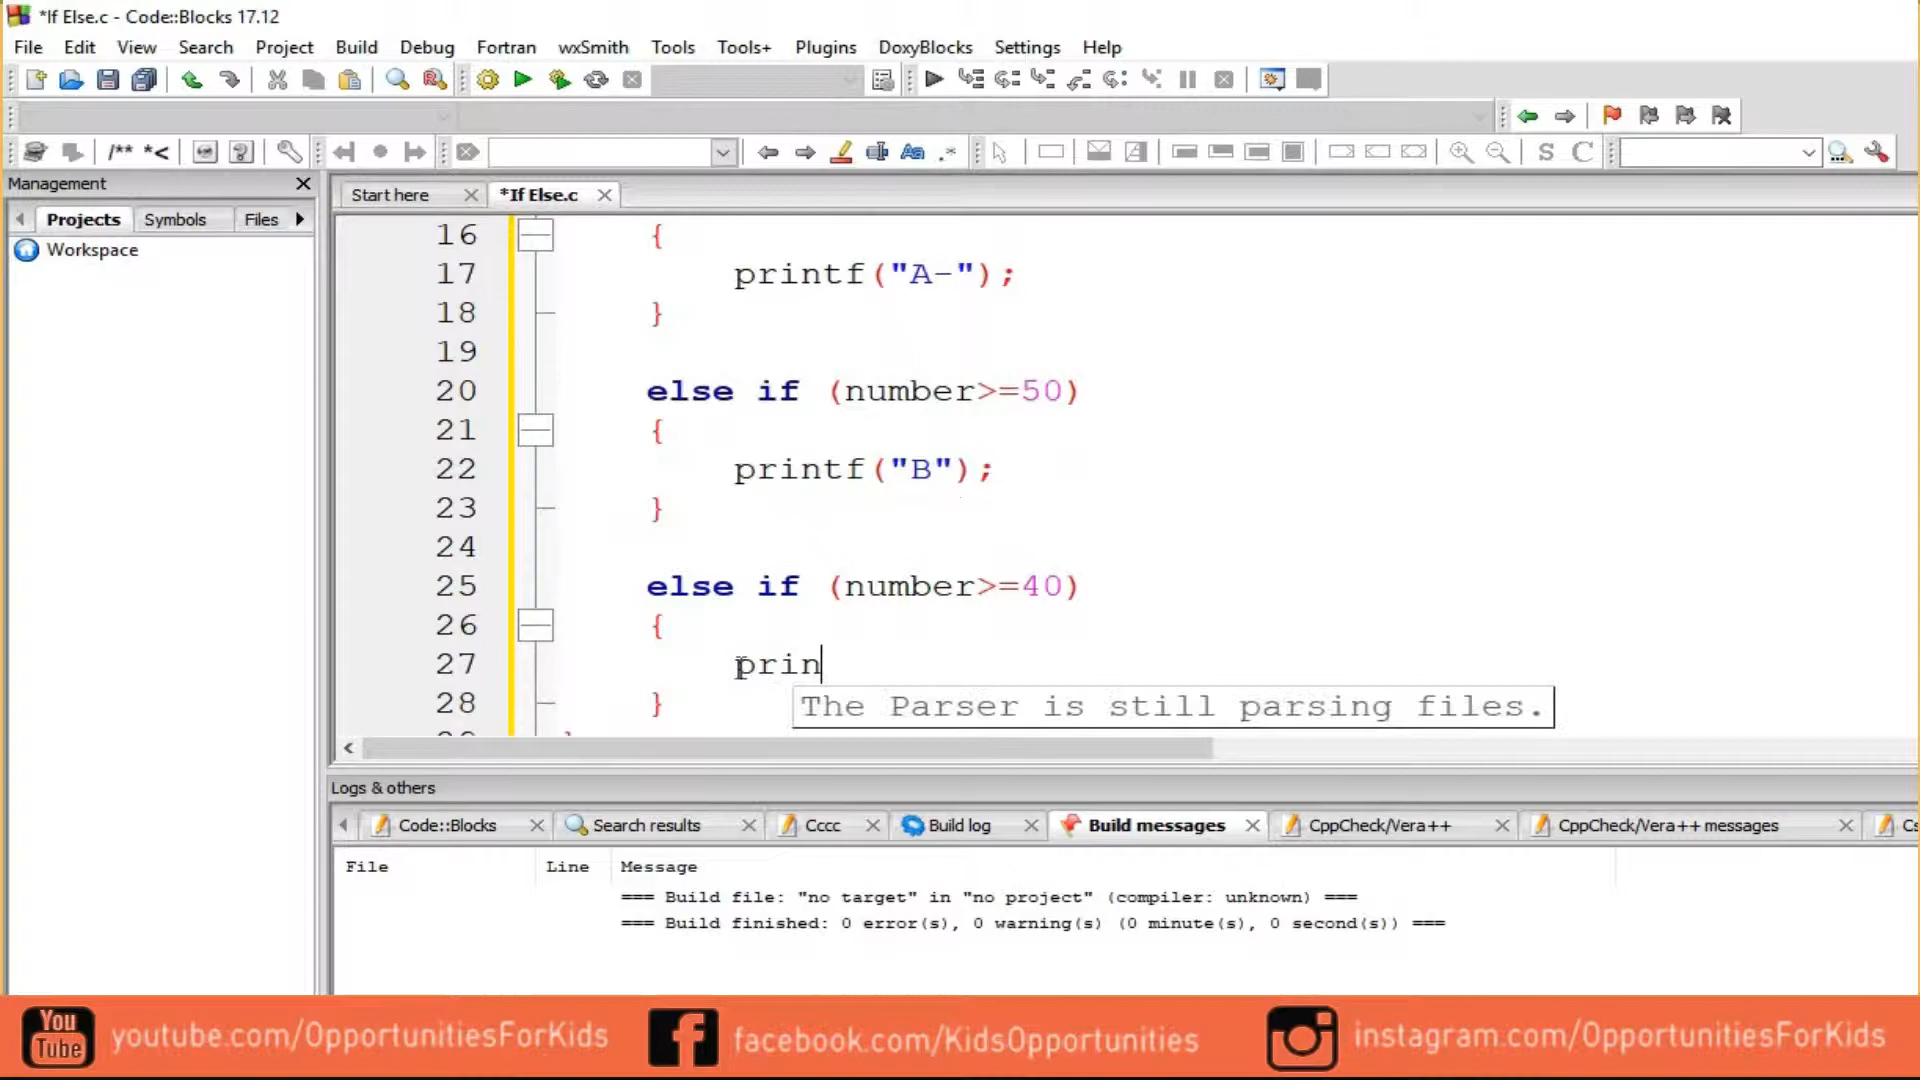 *If Else.c - Code::Blocks 17.12
File Edit View Search Project Build Debug Fortran wxSmith Tools Tools+ Plugins DoxyBlocks Settings Help
/** *<
S C
Management
Start here *If Else.c
Projects Symbols Files
Workspace
16 {
17 printf("A-");
18 }
19
20 else if (number>=50)
21 {
22 printf("B");
23 }
24
25 else if (number>=40)
26 {
27 prin
28 }
The Parser is still parsing files.
Logs & others
Code::Blocks Search results Cccc Build log Build messages CppCheck/Vera++ CppCheck/Vera++ messages Cs
File Line Message
=== Build file: "no target" in "no project" (compiler: unknown) ===
=== Build finished: 0 error(s), 0 warning(s) (0 minute(s), 0 second(s)) ===
You Tube youtube.com/OpportunitiesForKids facebook.com/KidsOpportunities instagram.com/OpportunitiesForKids